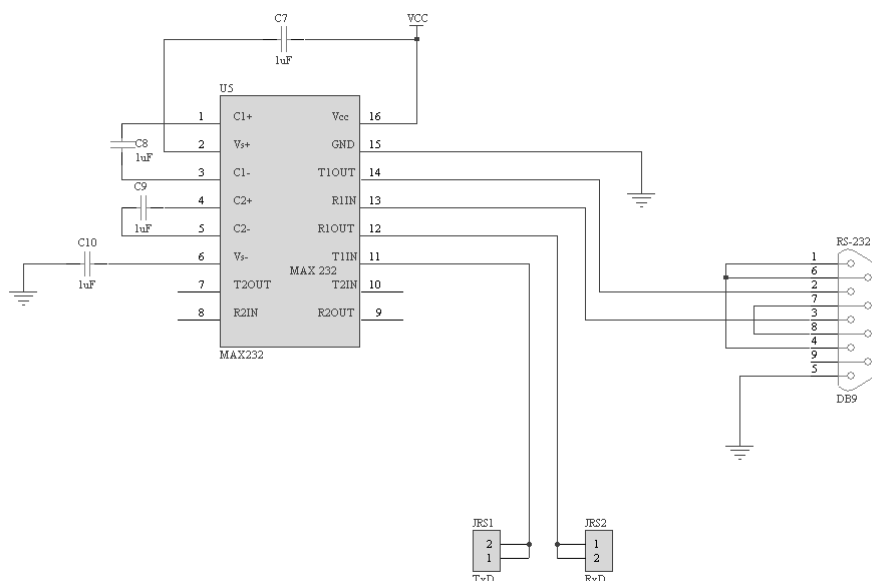 C7
VCC
1uF
U5
1 C1+ Vcc 16
2 Vs+ GND 15
C8
1uF
3 C1- T1OUT 14
C9
4 C2+ R1IN 13
1uF
5 C2- R1OUT 12
C10
1uF
6 Vs- T1IN 11
MAX 232
7 T2OUT T2IN 10
8 R2IN R2OUT 9
MAX232
RS-232
1
6
2
7
3
8
4
9
5
DB9
JRS1
2
1
TxD
JRS2
1
2
RxD